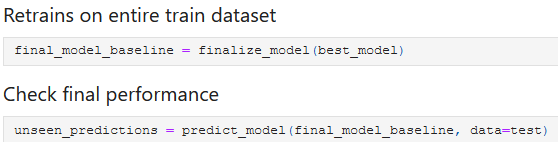 Retrains on entire train dataset
final_model_baseline = finalize_model(best_model)
Check final performance
unseen_predictions = predict_model(final_model_baseline, data=test)